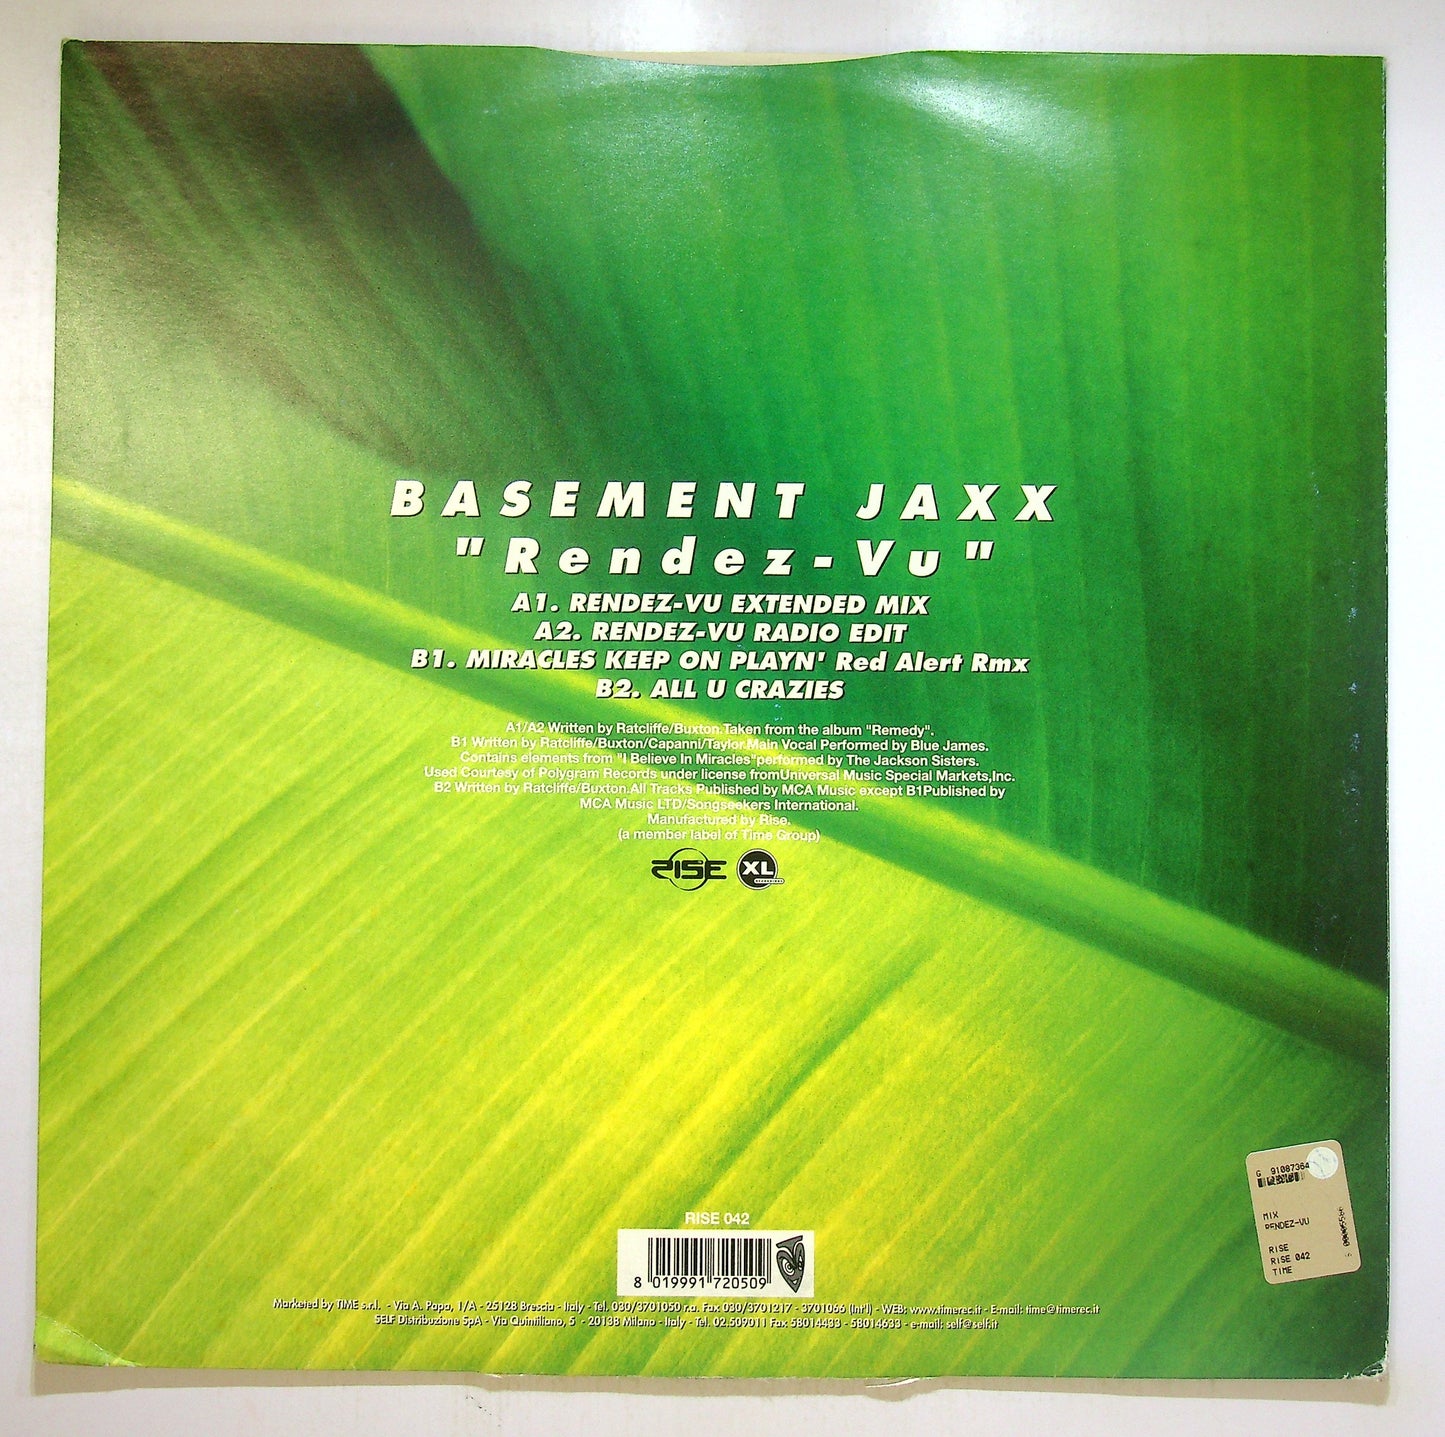 BASEMENT JAXX
"Rendez-Vu"
A1. RENDEZ-VU EXTENDED MIX
A2. RENDEZ-VU RADIO EDIT
B1. MIRACLES KEEP ON PLAYN' Red Alert Rmx
B2. ALL U CRAZIES
A1/A2 Written by Ratcliffe/Buxton.Taken from the album "Remedy".
B1 Written by Ratcliffe/Buxton/Capanni/Taylor.Main Vocal Performed by Blue James.
Contains elements from "I Believe In Miracles"performed by The Jackson Sisters.
Used Courtesy of Polygram Records under license fromUniversal Music Special Markets,Inc.
B2 Written by Ratcliffe/Buxton.All Tracks Published by MCA Music except B1Published by
MCA Music LTD/Songseekers International.
Manufactured by Rise.
(a member label of Time Group)
RISE XL
RECORDINGS
G 91087364
MIX
RENDEZ-VU
RISE
RISE 042
TIME
RISE 042
8 019991 720509
Marketed by TIME s.r.l. - Via A. Papa, 1/A - 25128 Brescia - Italy - Tel. 030/3701050 r.a. Fax 030/3701217 - 3701066 (Int'l) - WEB: www.timerec.it - E-mail: time@timerec.it
SELF Distribuzione SpA - Via Quintiliano, 5 - 20138 Milano - Italy - Tel. 02.509011 Fax 58014483 - 58014633 - e-mail: self@self.it